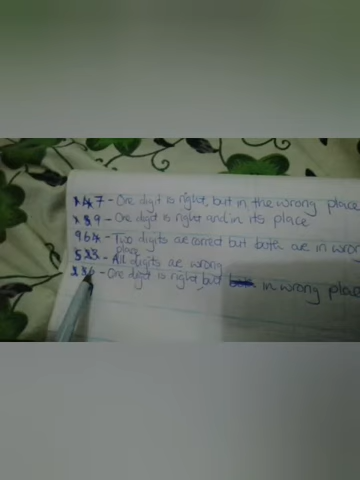 147 - One digit is right, but in the wrong place
189 - One digit is right and in its place
964 - Two digits are correct but both are in wron
place
523 - All digits are wrong
286 - One digit is right, but in wrong plac